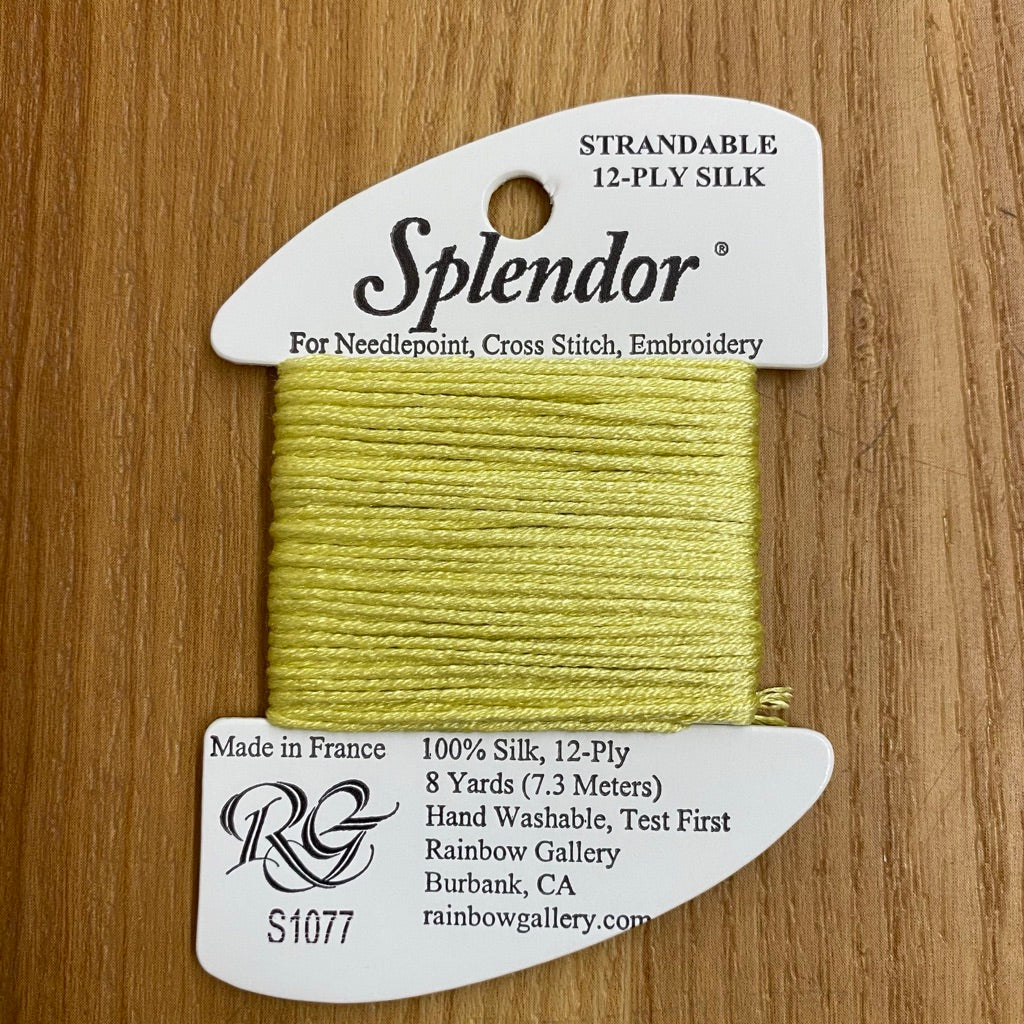 STRANDABLE
12-PLY SILK
Splendor ®
For Needlepoint, Cross Stitch, Embroidery
Made in France
RG
S1077
100% Silk, 12-Ply
8 Yards (7.3 Meters)
Hand Washable, Test First
Rainbow Gallery
Burbank, CA
rainbowgallery.com